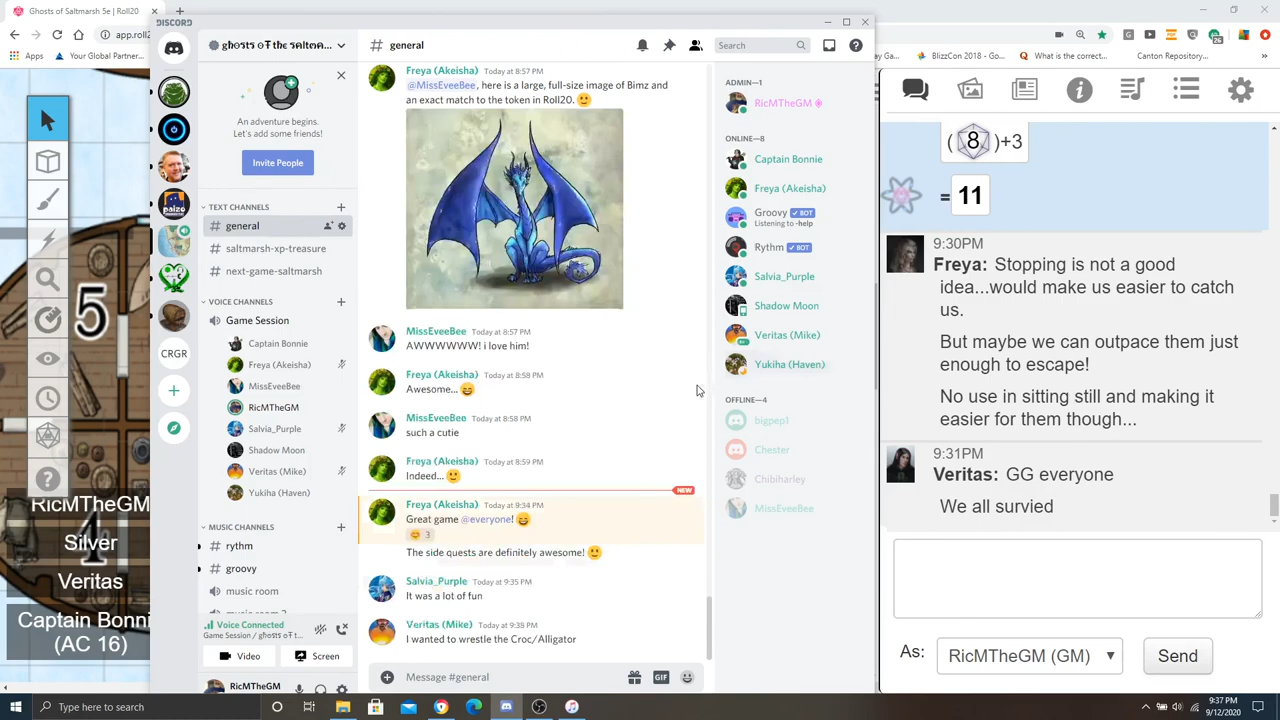 Ghosts of Saltmarsh 5e | Roll20
app.roll2
Apps
Your Global Partner...
BlizzCon 2018 - Go...
What is the correct...
Canton Repository...
5
RicMTheGM
Silver
Veritas
Captain Bonni
(AC 16)
DISCORD
An adventure begins.
Let's add some friends!
Invite People
TEXT CHANNELS
general
saltmarsh-xp-treasure
next-game-saltmarsh
VOICE CHANNELS
Game Session
Captain Bonnie
Freya (Akeisha)
MissEveeBee
RicMTheGM
Salvia_Purple
Shadow Moon
Veritas (Mike)
Yukiha (Haven)
MUSIC CHANNELS
rythm
groovy
music room
music room 2
Voice Connected
Game Session / ghosts oŦ t...
Video
Screen
RicMTheGM
paizo
CRGR
# general
Search
Freya (Akeisha) Today at 8:57 PM
@MissEveeBee, here is a large, full-size image of Bimz and
an exact match to the token in Roll20. 🙂
MissEveeBee Today at 8:57 PM
AWWWWW! i love him!
Freya (Akeisha) Today at 8:58 PM
Awesome... 😄
MissEveeBee Today at 8:58 PM
such a cutie
Freya (Akeisha) Today at 8:59 PM
Indeed... 🙂
NEW
Freya (Akeisha) Today at 9:34 PM
Great game @everyone! 😄
3
The side quests are definitely awesome! 🙂
Salvia_Purple Today at 9:35 PM
It was a lot of fun
Veritas (Mike) Today at 9:38 PM
I wanted to wrestle the Croc/Alligator
Message #general
GIF
ADMIN—1
RicMTheGM
ONLINE—8
Captain Bonnie
Freya (Akeisha)
Groovy BOT
Listening to -help
Rythm BOT
Salvia_Purple
Shadow Moon
Veritas (Mike)
Yukiha (Haven)
OFFLINE—4
bigpep1
Chester
Chibiharley
MissEveeBee
(8)+3
= 11
9:30PM
Freya: Stopping is not a good
idea...would make us easier to catch
us.
But maybe we can outpace them just
enough to escape!
No use in sitting still and making it
easier for them though...
9:31PM
Veritas: GG everyone
We all survied
As:
RicMTheGM (GM)
Send
Type here to search
9:37 PM
9/12/2020